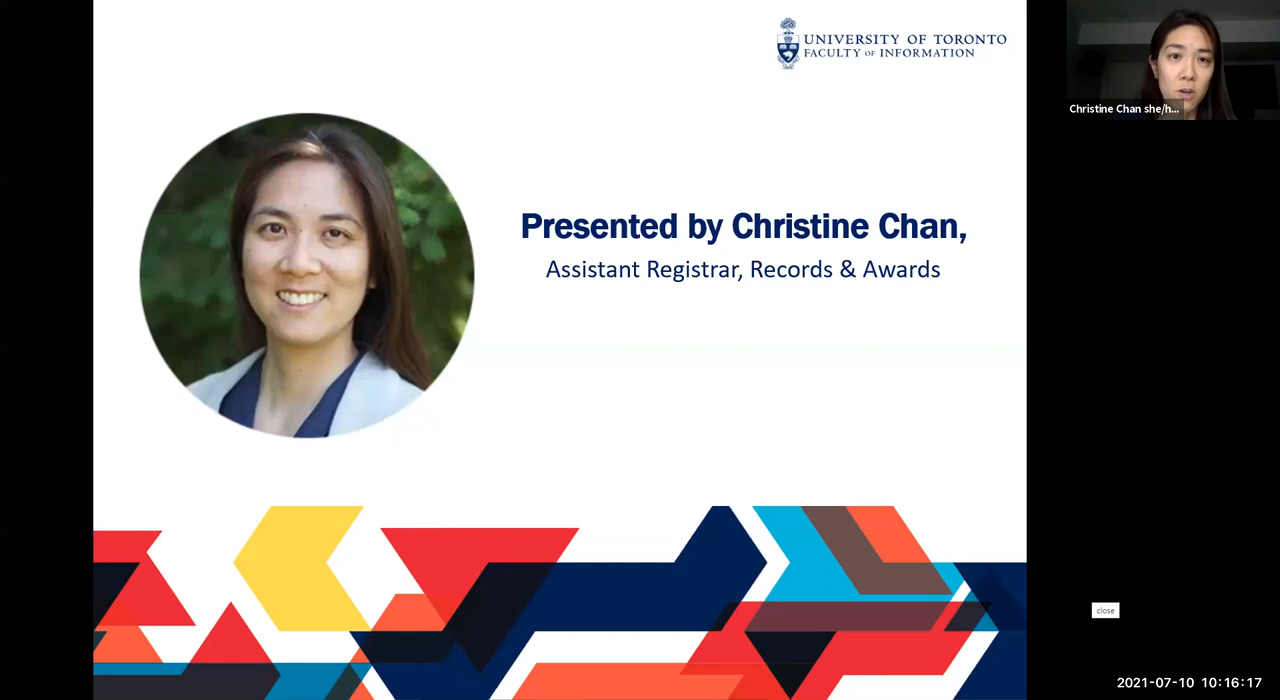 UNIVERSITY OF TORONTO
FACULTY OF INFORMATION
Christine Chan she/h...
Presented by Christine Chan,
Assistant Registrar, Records & Awards
close
2021-07-10 10:16:17